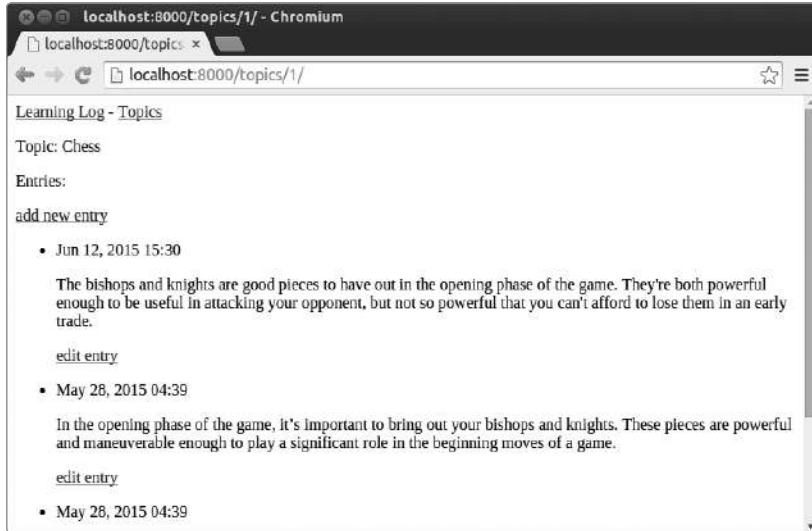 localhost:8000/topics/1/ - Chromium
localhost:8000/topics
localhost:8000/topics/1/
Learning Log - Topics
Topic: Chess
Entries:
add new entry
• Jun 12, 2015 15:30
The bishops and knights are good pieces to have out in the opening phase of the game. They're both powerful
enough to be useful in attacking your opponent, but not so powerful that you can't afford to lose them in an early
trade.
edit entry
• May 28, 2015 04:39
In the opening phase of the game, it’s important to bring out your bishops and knights. These pieces are powerful
and maneuverable enough to play a significant role in the beginning moves of a game.
edit entry
• May 28, 2015 04:39